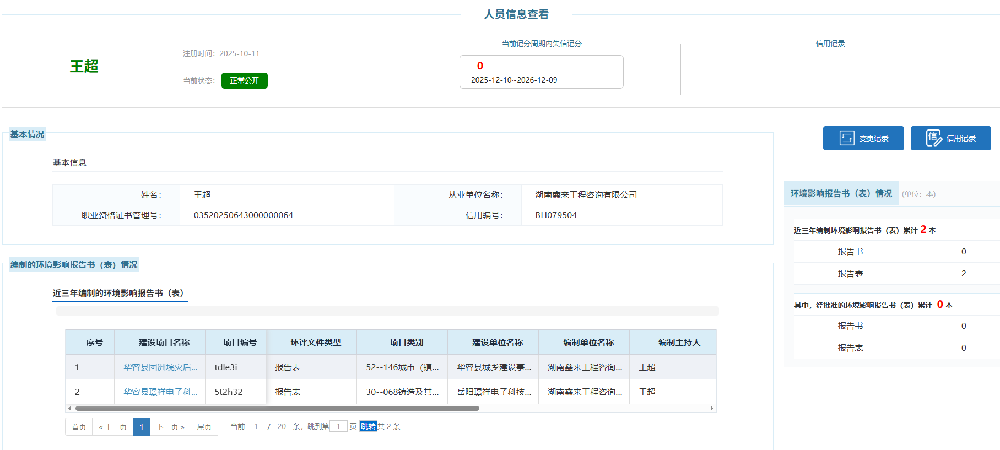 人员信息查看
王超
注册时间：2025-10-11
当前状态：
正常公开
当前记分周期内失信记分
0
2025-12-10~2026-12-09
信用记录
基本情况
变更记录
信用记录
基本信息
姓名： 王超 从业单位名称： 湖南鑫来工程咨询有限公司
职业资格证书管理号： 03520250643000000064 信用编号： BH079504
环境影响报告书（表）情况 (单位：本)
近三年编制环境影响报告书（表）累计 2 本
报告书 0
报告表 2
其中，经批准的环境影响报告书（表）累计 0 本
报告书 0
报告表 0
编制的环境影响报告书（表）情况
近三年编制的环境影响报告书（表）
序号 建设项目名称 项目编号 环评文件类型 项目类别 建设单位名称 编制单位名称 编制主持人
1 华容县团洲垸灾后... tdle3i 报告表 52--146城市（镇... 华容县城乡建设事... 湖南鑫来工程咨询... 王超
2 华容县璟祥电子科... 5t2h32 报告表 30--068铸造及其... 岳阳璟祥电子科技... 湖南鑫来工程咨询... 王超
首页 « 上一页 1 下一页 » 尾页 当前 1 / 20 条，跳到第 1 页 跳转 共 2 条